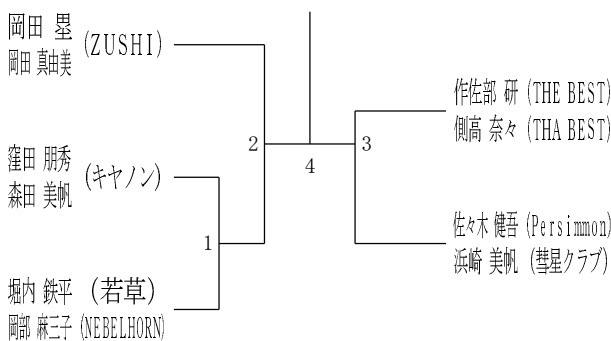 岡田 塁 (ZUSHI)
岡田 真由美
窪田 朋秀 (キヤノン)
森田 美帆
堀内 鉄平 (若草)
岡部 麻三子 (NEBELHORN)
2
1
4
3
作佐部 研 (THE BEST)
側高 奈々 (THA BEST)
佐々木 健吾 (Persimmon)
浜崎 美帆 (彗星クラブ)